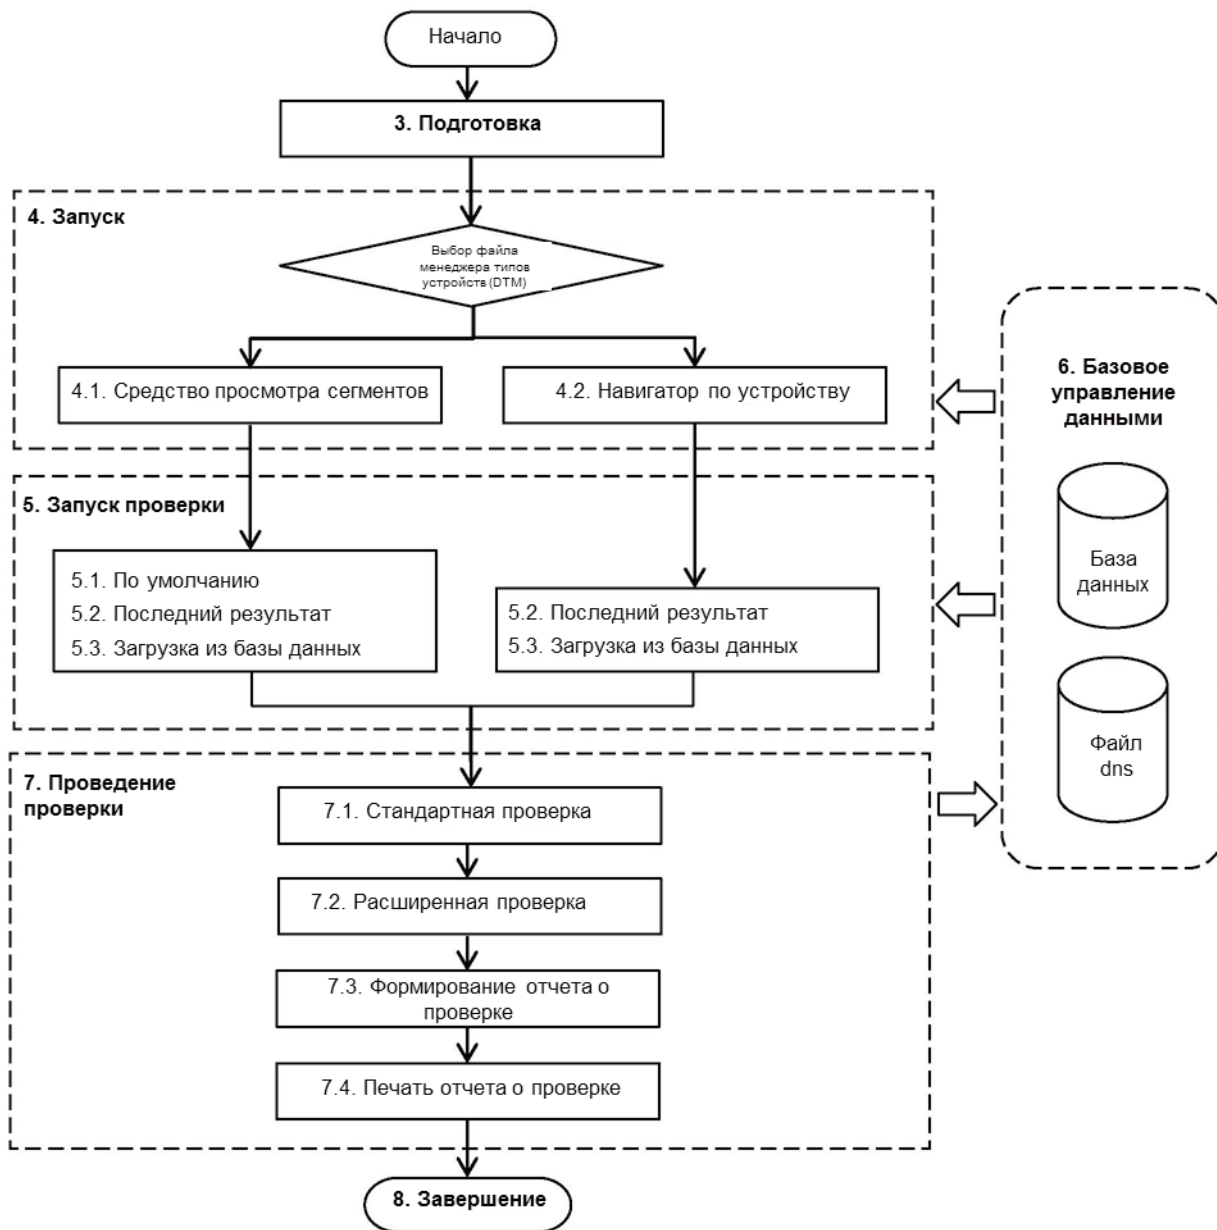 Начало
3. Подготовка
4. Запуск
Выбор файла
менеджера типов
устройств (DTM)
4.1. Средство просмотра сегментов
4.2. Навигатор по устройству
6. Базовое
управление
данными
5. Запуск проверки
5.1. По умолчанию
5.2. Последний результат
5.3. Загрузка из базы данных
5.2. Последний результат
5.3. Загрузка из базы данных
База
данных
Файл
dns
7. Проведение
проверки
7.1. Стандартная проверка
7.2. Расширенная проверка
7.3. Формирование отчета о
проверке
7.4. Печать отчета о проверке
8. Завершение